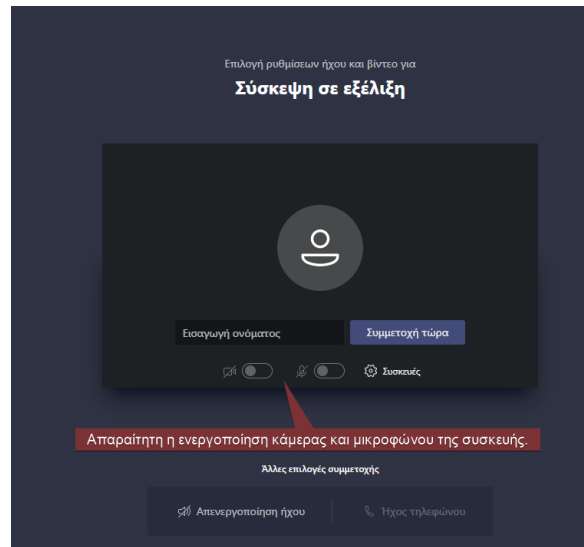 Επιλογή ρυθμίσεων ήχου και βίντεο για
Σύσκεψη σε εξέλιξη
Εισαγωγή ονόματος
Συμμετοχή τώρα
Συσκευές
Απαραίτητη η ενεργοποίηση κάμερας και μικροφώνου της συσκευής.
Άλλες επιλογές συμμετοχής
Απενεργοποίηση ήχου
Ήχος τηλεφώνου